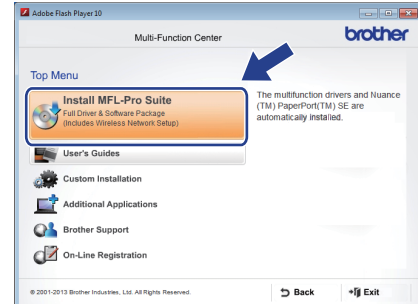 Adobe Flash Player 10
Multi-Function Center
brother
Top Menu
Install MFL-Pro Suite
Full Driver & Software Package
(Includes Wireless Network Setup)
The multifunction drivers and Nuance
(TM) PaperPort(TM) SE are
automatically installed.
User's Guides
Custom Installation
Additional Applications
Brother Support
On-Line Registration
© 2001-2013 Brother Industries, Ltd. All Rights Reserved.
Back
Exit